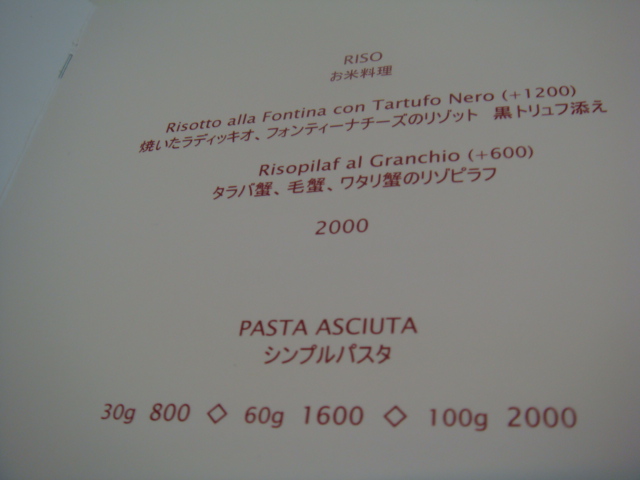 RISO
お米料理
Risotto alla Fontina con Tartufo Nero (+1200)
焼いたラディッキオ、フォンティーナチーズのリゾット　黒トリュフ添え
Risopilaf al Granchio (+600)
タラバ蟹、毛蟹、ワタリ蟹のリゾピラフ
2000
PASTA ASCIUTA
シンプルパスタ
30g 800 ◇ 60g 1600 ◇ 100g 2000